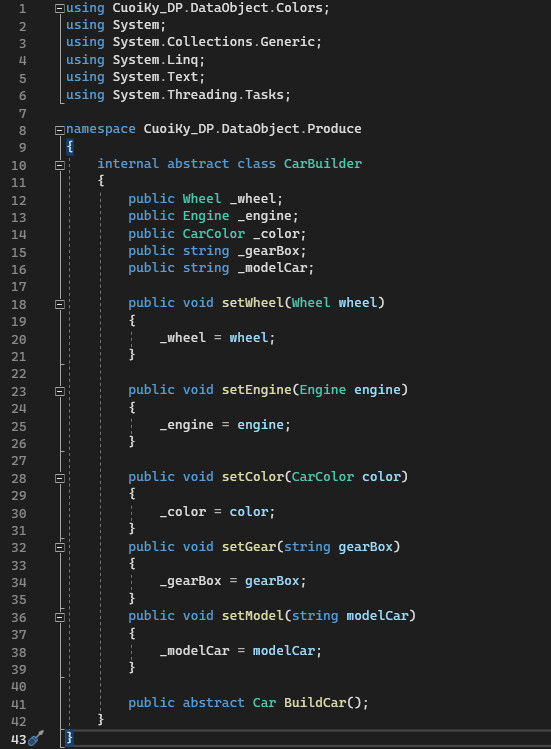 1 using CuoiKy_DP.DataObject.Colors;
2 using System;
3 using System.Collections.Generic;
4 using System.Linq;
5 using System.Text;
6 using System.Threading.Tasks;
7
8 namespace CuoiKy_DP.DataObject.Produce
9 {
10 internal abstract class CarBuilder
11 {
12 public Wheel _wheel;
13 public Engine _engine;
14 public CarColor _color;
15 public string _gearBox;
16 public string _modelCar;
17
18 public void setWheel(Wheel wheel)
19 {
20 _wheel = wheel;
21 }
22
23 public void setEngine(Engine engine)
24 {
25 _engine = engine;
26 }
27
28 public void setColor(CarColor color)
29 {
30 _color = color;
31 }
32 public void setGear(string gearBox)
33 {
34 _gearBox = gearBox;
35 }
36 public void setModel(string modelCar)
37 {
38 _modelCar = modelCar;
39 }
40
41 public abstract Car BuildCar();
42 }
43 }